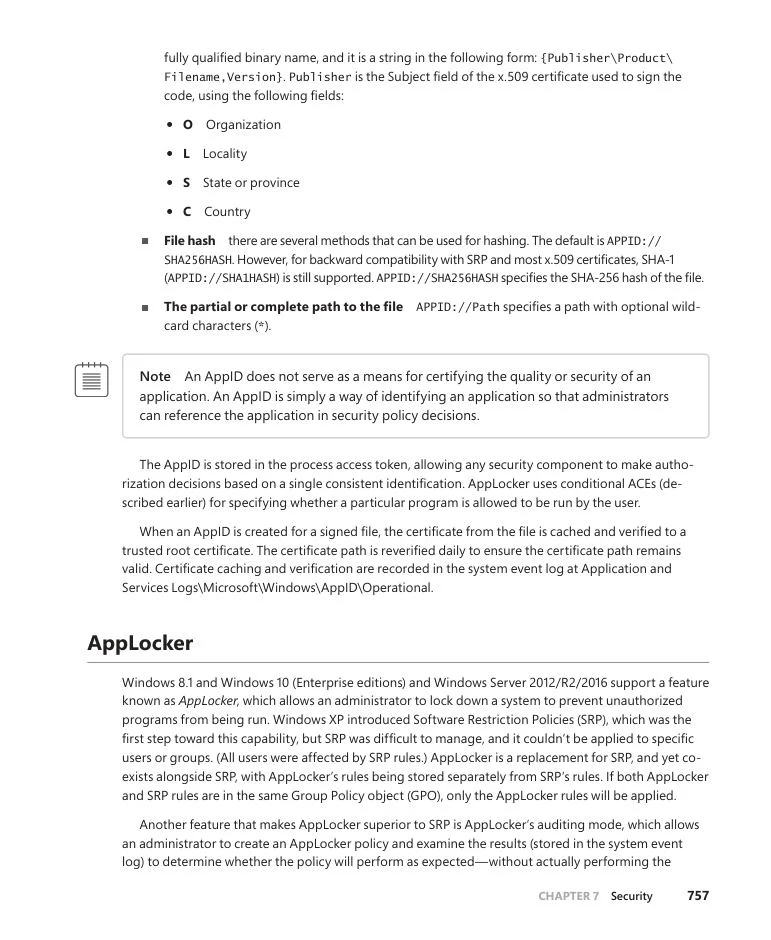 fully qualified binary name, and it is a string in the following form: {Publisher\Product\
Filename,Version}. Publisher is the Subject field of the x.509 certificate used to sign the
code, using the following fields:
• O Organization
• L Locality
• S State or province
• C Country
■ File hash there are several methods that can be used for hashing. The default is APPID://
SHA256HASH. However, for backward compatibility with SRP and most x.509 certificates, SHA-1
(APPID://SHA1HASH) is still supported. APPID://SHA256HASH specifies the SHA-256 hash of the file.
■ The partial or complete path to the file APPID://Path specifies a path with optional wild-
card characters (*).
Note An AppID does not serve as a means for certifying the quality or security of an
application. An AppID is simply a way of identifying an application so that administrators
can reference the application in security policy decisions.
The AppID is stored in the process access token, allowing any security component to make autho-
rization decisions based on a single consistent identification. AppLocker uses conditional ACEs (de-
scribed earlier) for specifying whether a particular program is allowed to be run by the user.
When an AppID is created for a signed file, the certificate from the file is cached and verified to a
trusted root certificate. The certificate path is reverified daily to ensure the certificate path remains
valid. Certificate caching and verification are recorded in the system event log at Application and
Services Logs\Microsoft\Windows\AppID\Operational.
AppLocker
Windows 8.1 and Windows 10 (Enterprise editions) and Windows Server 2012/R2/2016 support a feature
known as AppLocker, which allows an administrator to lock down a system to prevent unauthorized
programs from being run. Windows XP introduced Software Restriction Policies (SRP), which was the
first step toward this capability, but SRP was difficult to manage, and it couldn't be applied to specific
users or groups. (All users were affected by SRP rules.) AppLocker is a replacement for SRP, and yet co-
exists alongside SRP, with AppLocker's rules being stored separately from SRP's rules. If both AppLocker
and SRP rules are in the same Group Policy object (GPO), only the AppLocker rules will be applied.
Another feature that makes AppLocker superior to SRP is AppLocker's auditing mode, which allows
an administrator to create an AppLocker policy and examine the results (stored in the system event
log) to determine whether the policy will perform as expected—without actually performing the
CHAPTER 7 Security 757